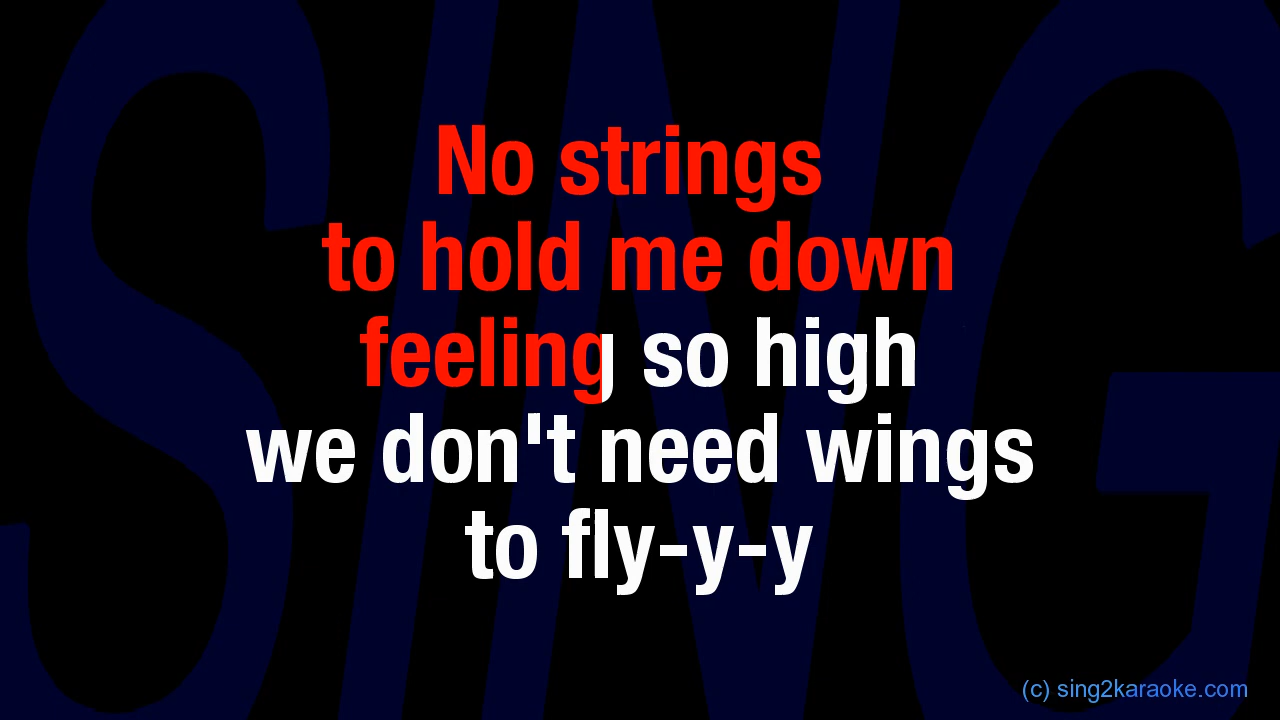 SING
No strings
to hold me down
feeling so high
we don't need wings
to fly-y-y
(c) sing2karaoke.com